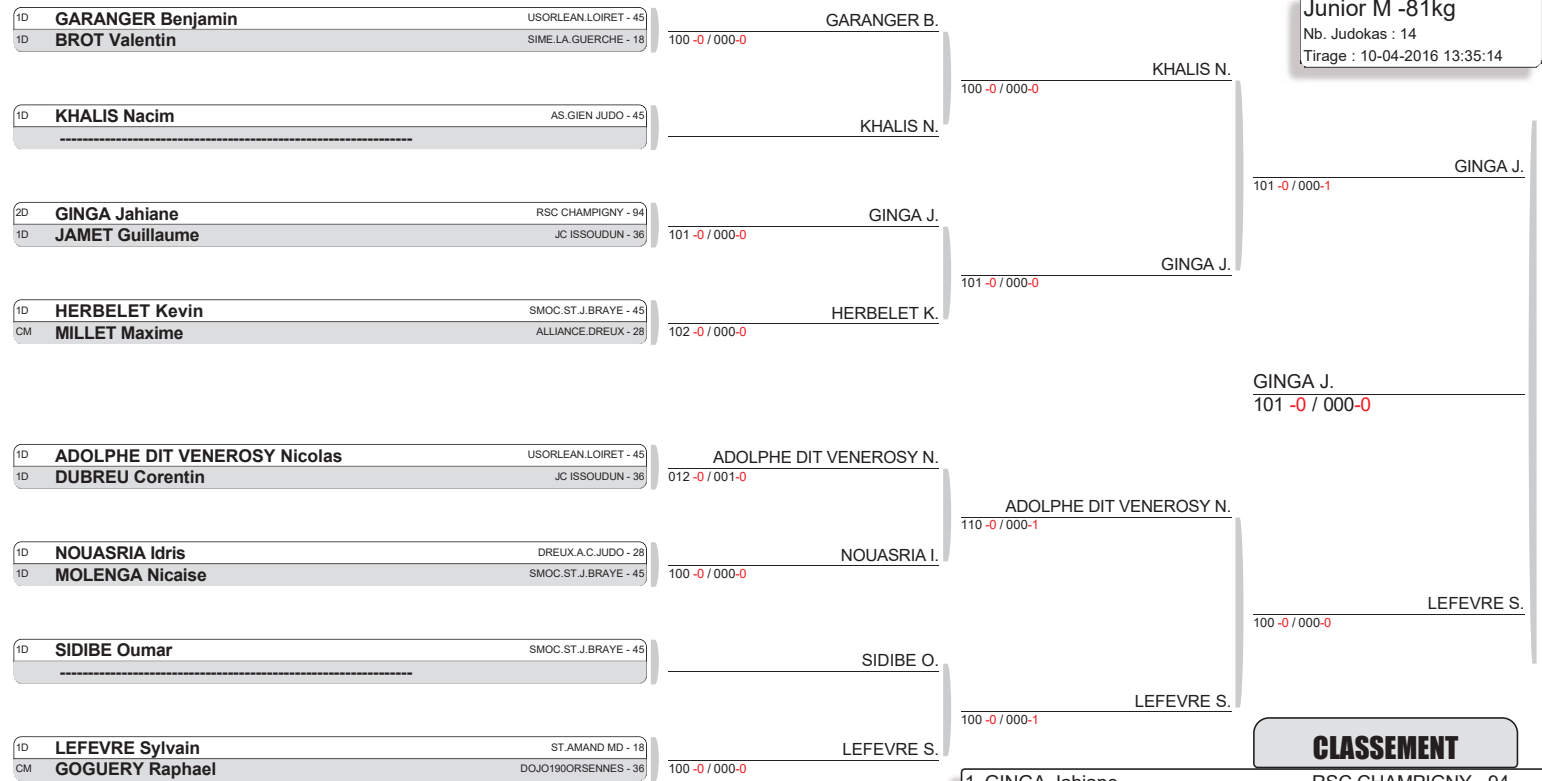 Junior M -81kg
Nb. Judokas : 14
Tirage : 10-04-2016 13:35:14
1D GARANGER Benjamin USORLEAN.LOIRET - 45
1D BROT Valentin SIME.LA.GUERCHE - 18
1D KHALIS Nacim AS.GIEN JUDO - 45
----------------------------------------------------------------
2D GINGA Jahiane RSC CHAMPIGNY - 94
1D JAMET Guillaume JC ISSOUDUN - 36
1D HERBELET Kevin SMOC.ST.J.BRAYE - 45
CM MILLET Maxime ALLIANCE.DREUX - 28
1D ADOLPHE DIT VENEROSY Nicolas USORLEAN.LOIRET - 45
1D DUBREU Corentin JC ISSOUDUN - 36
1D NOUASRIA Idris DREUX.A.C.JUDO - 28
1D MOLENGA Nicaise SMOC.ST.J.BRAYE - 45
1D SIDIBE Oumar SMOC.ST.J.BRAYE - 45
----------------------------------------------------------------
1D LEFEVRE Sylvain ST.AMAND MD - 18
CM GOGUERY Raphael DOJO190ORSENNES - 36
GARANGER B.
100 -0 / 000-0
KHALIS N.
GINGA J.
101 -0 / 000-0
HERBELET K.
102 -0 / 000-0
ADOLPHE DIT VENEROSY N.
012 -0 / 001-0
NOUASRIA I.
100 -0 / 000-0
SIDIBE O.
LEFEVRE S.
100 -0 / 000-0
KHALIS N.
100 -0 / 000-0
GINGA J.
101 -0 / 000-0
ADOLPHE DIT VENEROSY N.
110 -0 / 000-1
LEFEVRE S.
100 -0 / 000-1
GINGA J.
101 -0 / 000-1
GINGA J.
101 -0 / 000-0
LEFEVRE S.
100 -0 / 000-0
CLASSEMENT
1. GINGA Jahiane RSC CHAMPIGNY - 94